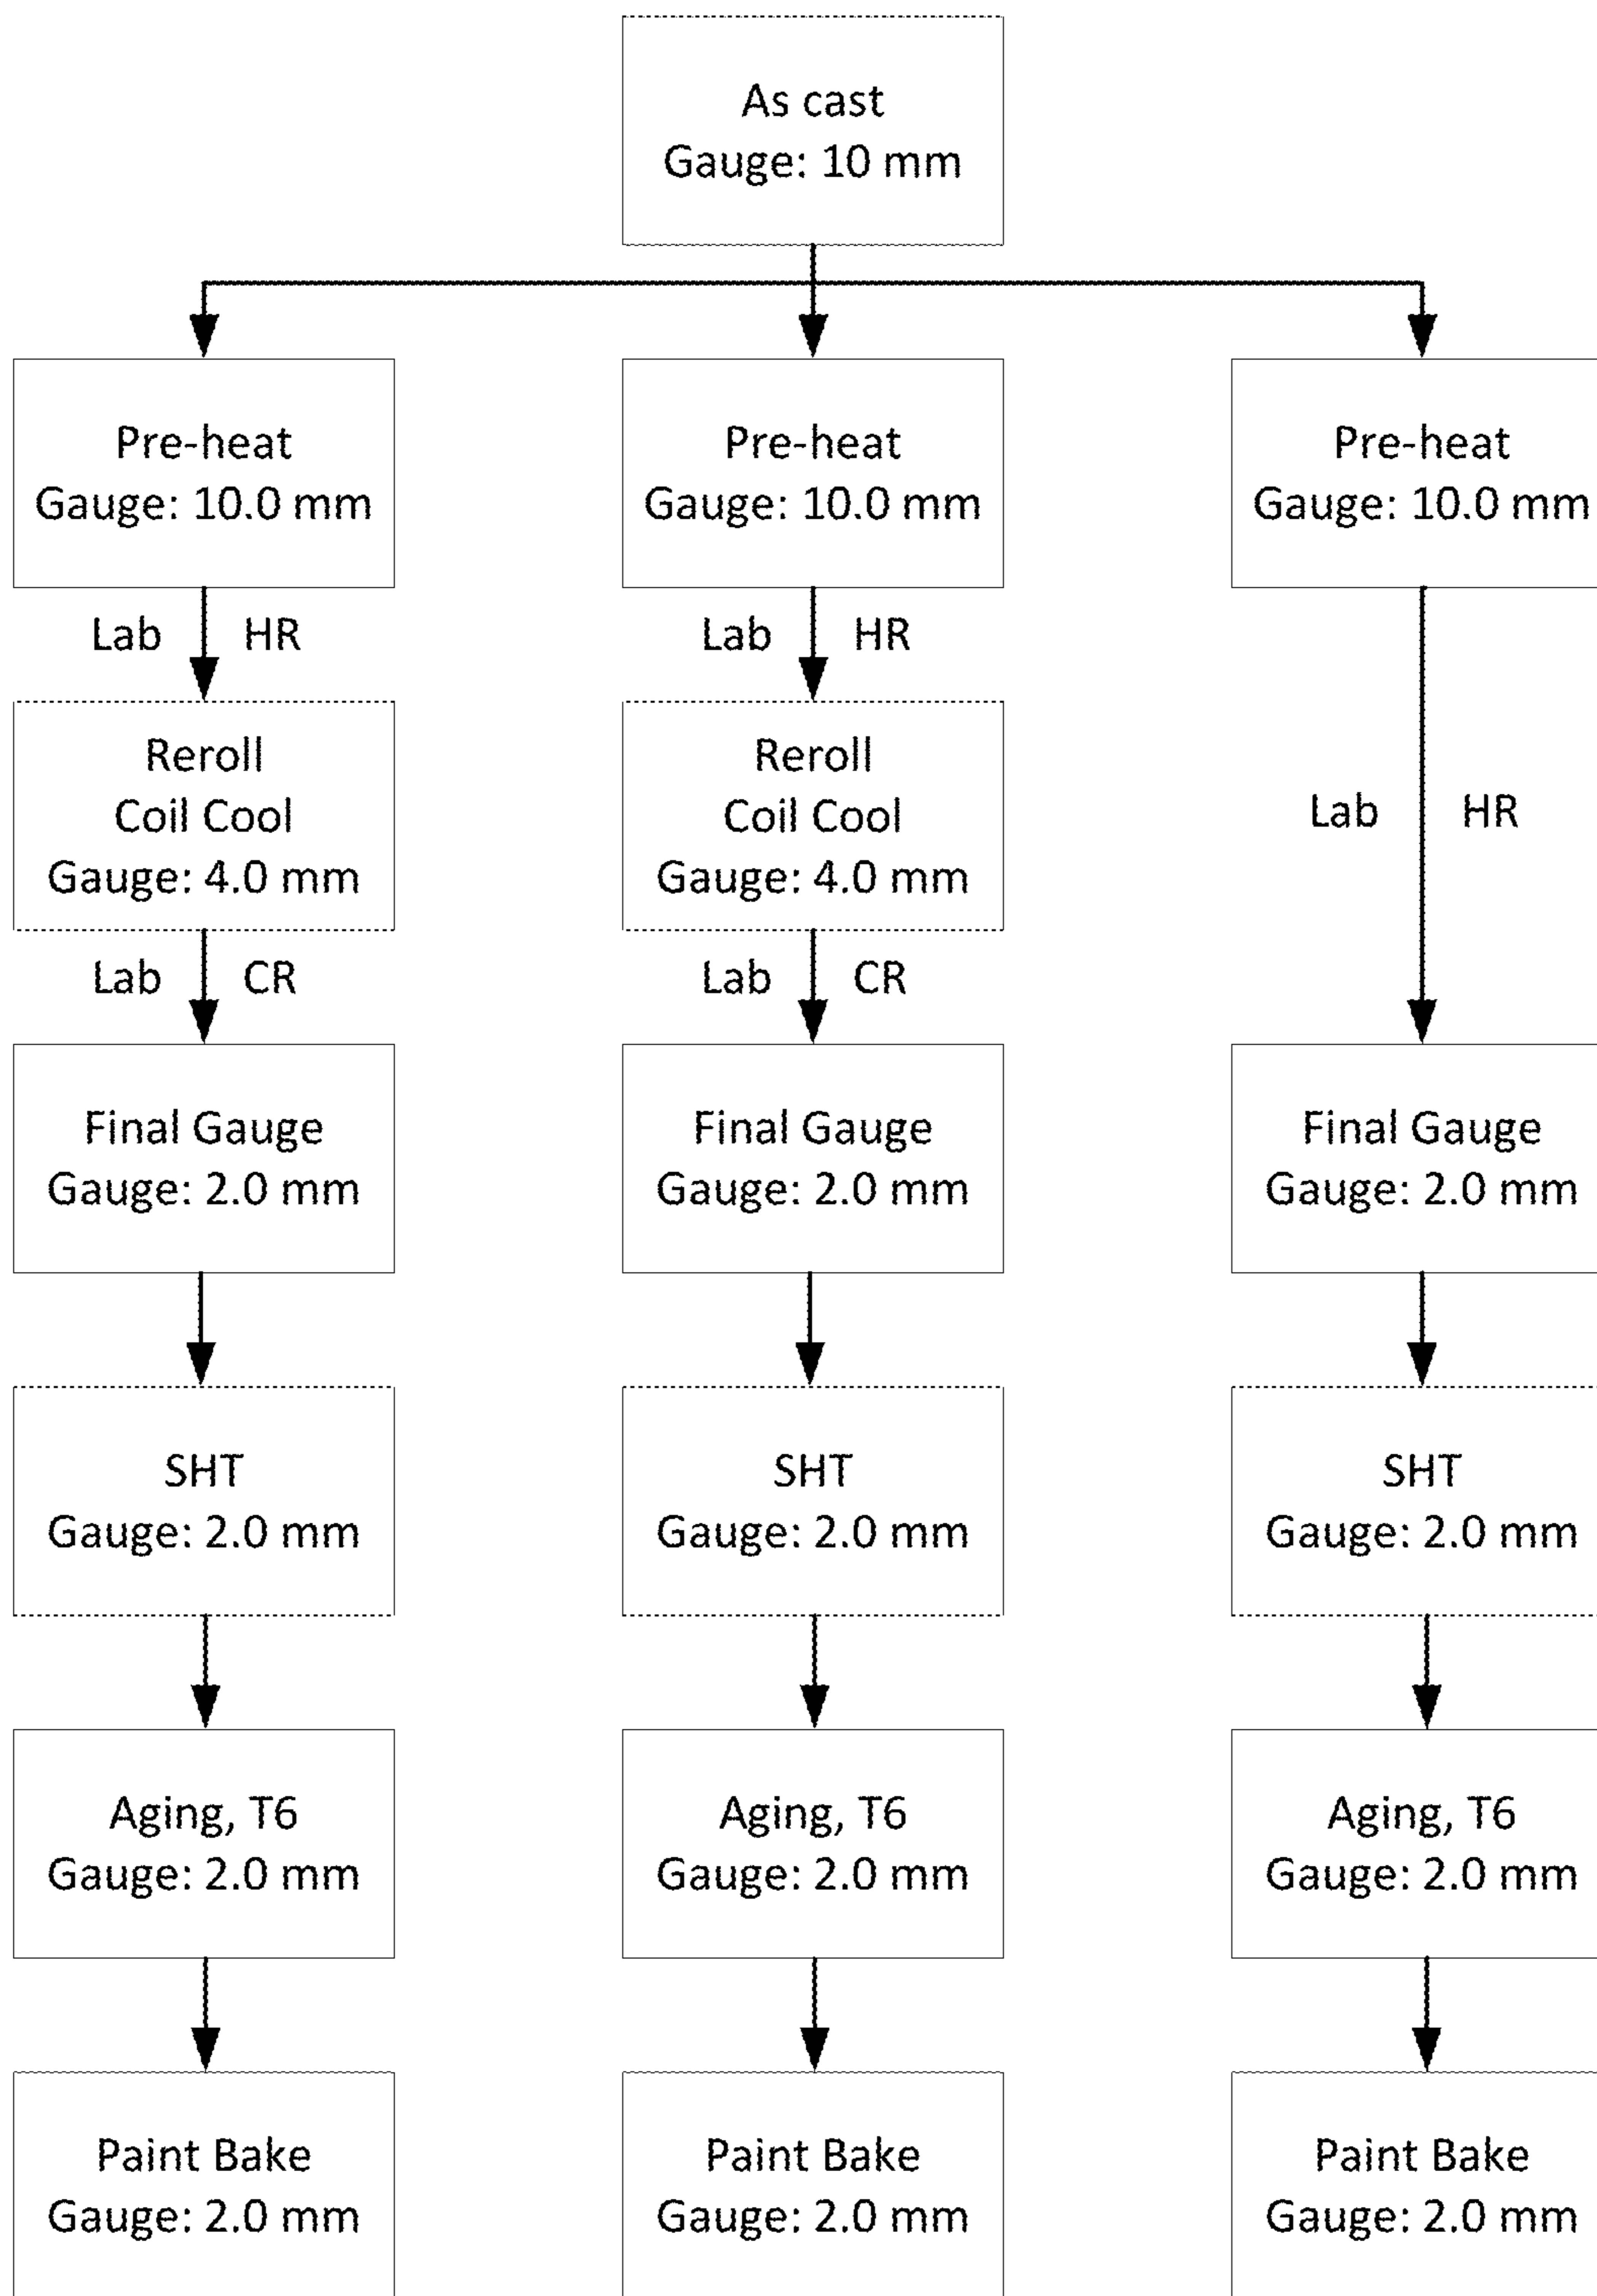 As cast
Gauge: 10 mm
Pre-heat
Gauge: 10.0 mm
Pre-heat
Gauge: 10.0 mm
Pre-heat
Gauge: 10.0 mm
Lab HR
Lab HR
Reroll
Coil Cool
Gauge: 4.0 mm
Reroll
Coil Cool
Gauge: 4.0 mm
Lab HR
Lab CR
Lab CR
Final Gauge
Gauge: 2.0 mm
Final Gauge
Gauge: 2.0 mm
Final Gauge
Gauge: 2.0 mm
SHT
Gauge: 2.0 mm
SHT
Gauge: 2.0 mm
SHT
Gauge: 2.0 mm
Aging, T6
Gauge: 2.0 mm
Aging, T6
Gauge: 2.0 mm
Aging, T6
Gauge: 2.0 mm
Paint Bake
Gauge: 2.0 mm
Paint Bake
Gauge: 2.0 mm
Paint Bake
Gauge: 2.0 mm